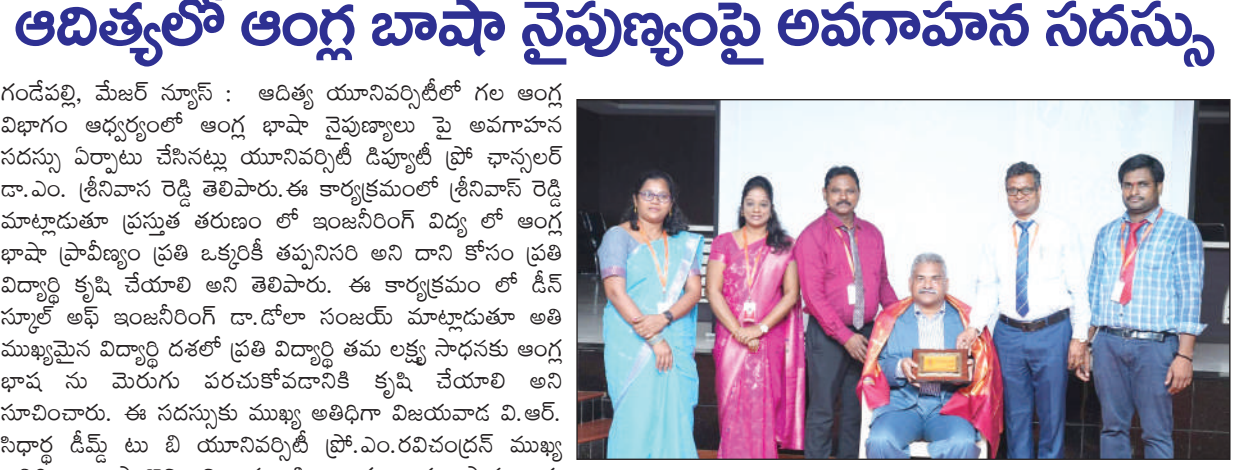 ఆదిత్యలో ఆంగ్ల బాషా నైపుణ్యంపై అవగాహన సదస్సు
గండేపల్లి, మేజర్ న్యూస్ : ఆదిత్య యూనివర్సిటీలో గల ఆంగ్ల
విభాగం ఆధ్వర్యంలో ఆంగ్ల భాషా నైపుణ్యాలు పై అవగాహన
సదస్సు ఏర్పాటు చేసినట్లు యూనివర్సిటీ డిప్యూటీ ప్రో ఛాన్సలర్
డా.ఎం. శ్రీనివాస రెడ్డి తెలిపారు.ఈ కార్యక్రమంలో శ్రీనివాస్ రెడ్డి
మాట్లాడుతూ ప్రస్తుత తరుణం లో ఇంజనీరింగ్ విద్య లో ఆంగ్ల
భాషా ప్రావీణ్యం ప్రతి ఒక్కరికీ తప్పనిసరి అని దాని కోసం ప్రతి
విద్యార్థి కృషి చేయాలి అని తెలిపారు. ఈ కార్యక్రమం లో డీన్
స్కూల్ అఫ్ ఇంజనీరింగ్ డా.డోలా సంజయ్ మాట్లాడుతూ అతి
ముఖ్యమైన విద్యార్థి దశలో ప్రతి విద్యార్థి తమ లక్ష్య సాధనకు ఆంగ్ల
భాష ను మెరుగు పరచుకోవడానికి కృషి చేయాలి అని
సూచించారు. ఈ సదస్సుకు ముఖ్య అతిధిగా విజయవాడ వి.ఆర్.
సిధార్థ డీమ్డ్ టు బి యూనివర్సిటీ ప్రో.ఎం.రవిచంద్రన్ ముఖ్య